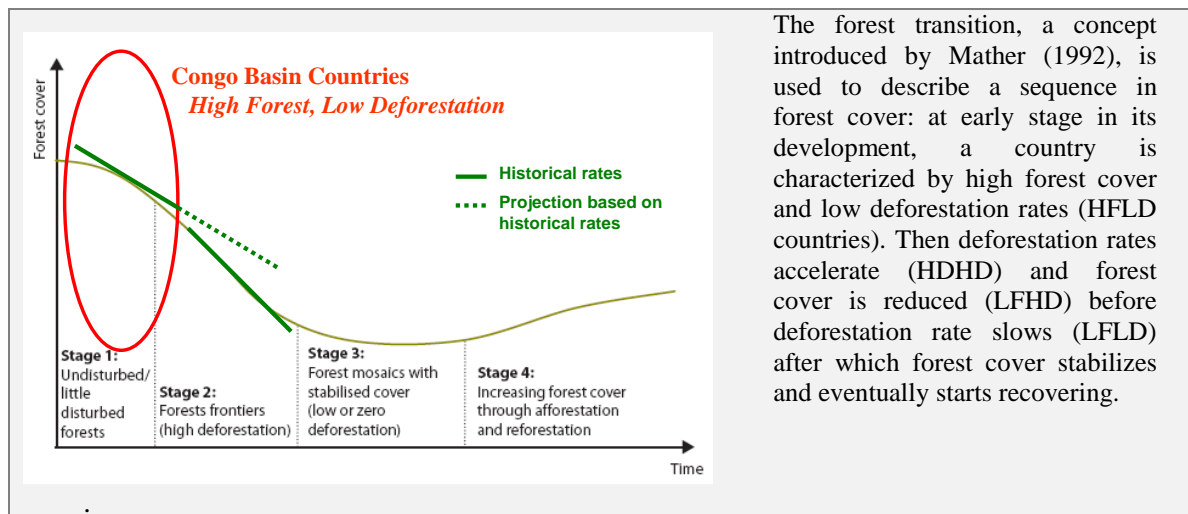 Congo Basin Countries
High Forest, Low Deforestation
Forest cover
Historical rates
Projection based on
historical rates
Stage 1:
Undisturbed/
little
disturbed
forests
Stage 2:
Forests frontiers
(high deforestation)
Stage 3:
Forest mosaics with
stabilised cover
(low or zero
deforestation)
Stage 4:
Increasing forest cover
through afforestation
and reforestation
Time
The forest transition, a concept
introduced by Mather (1992), is
used to describe a sequence in
forest cover: at early stage in its
development, a country is
characterized by high forest cover
and low deforestation rates (HFLD
countries). Then deforestation rates
accelerate (HDHD) and forest
cover is reduced (LFHD) before
deforestation rate slows (LFLD)
after which forest cover stabilizes
and eventually starts recovering.
.